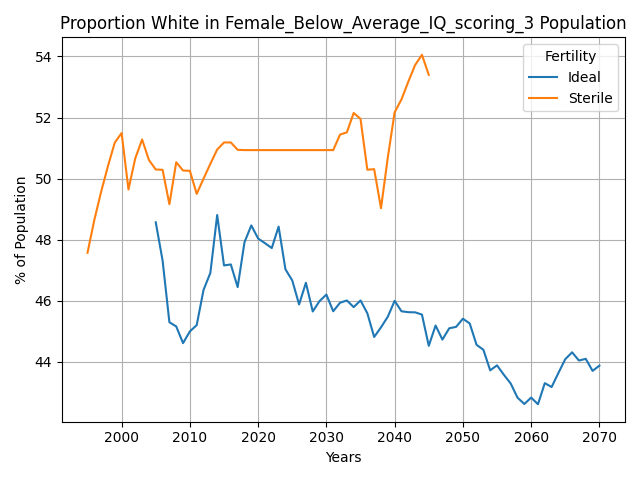 Proportion White in Female_Below_Average_IQ_scoring_3 Population
Fertility
Ideal
Sterile
54
52
50
48
46
44
% of Population
2000
2010
2020
2030
2040
2050
2060
2070
Years